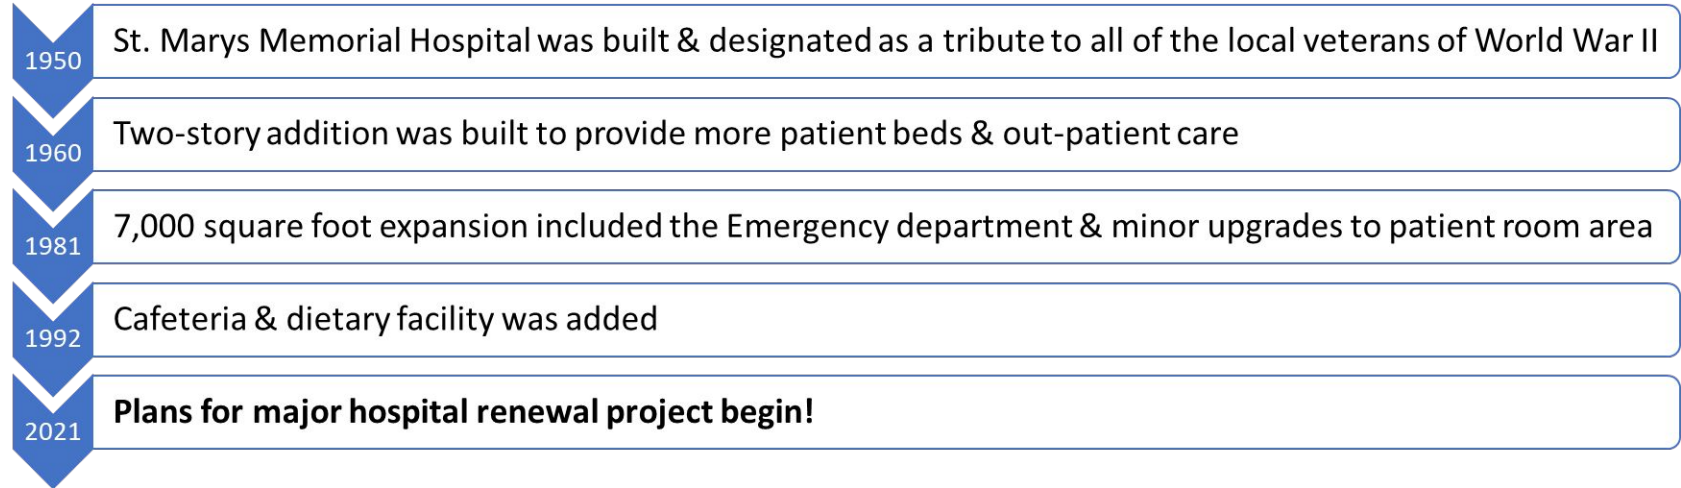 1950
St. Marys Memorial Hospital was built & designated as a tribute to all of the local veterans of World War II
1960
Two-story addition was built to provide more patient beds & out-patient care
1981
7,000 square foot expansion included the Emergency department & minor upgrades to patient room area
1992
Cafeteria & dietary facility was added
2021
Plans for major hospital renewal project begin!